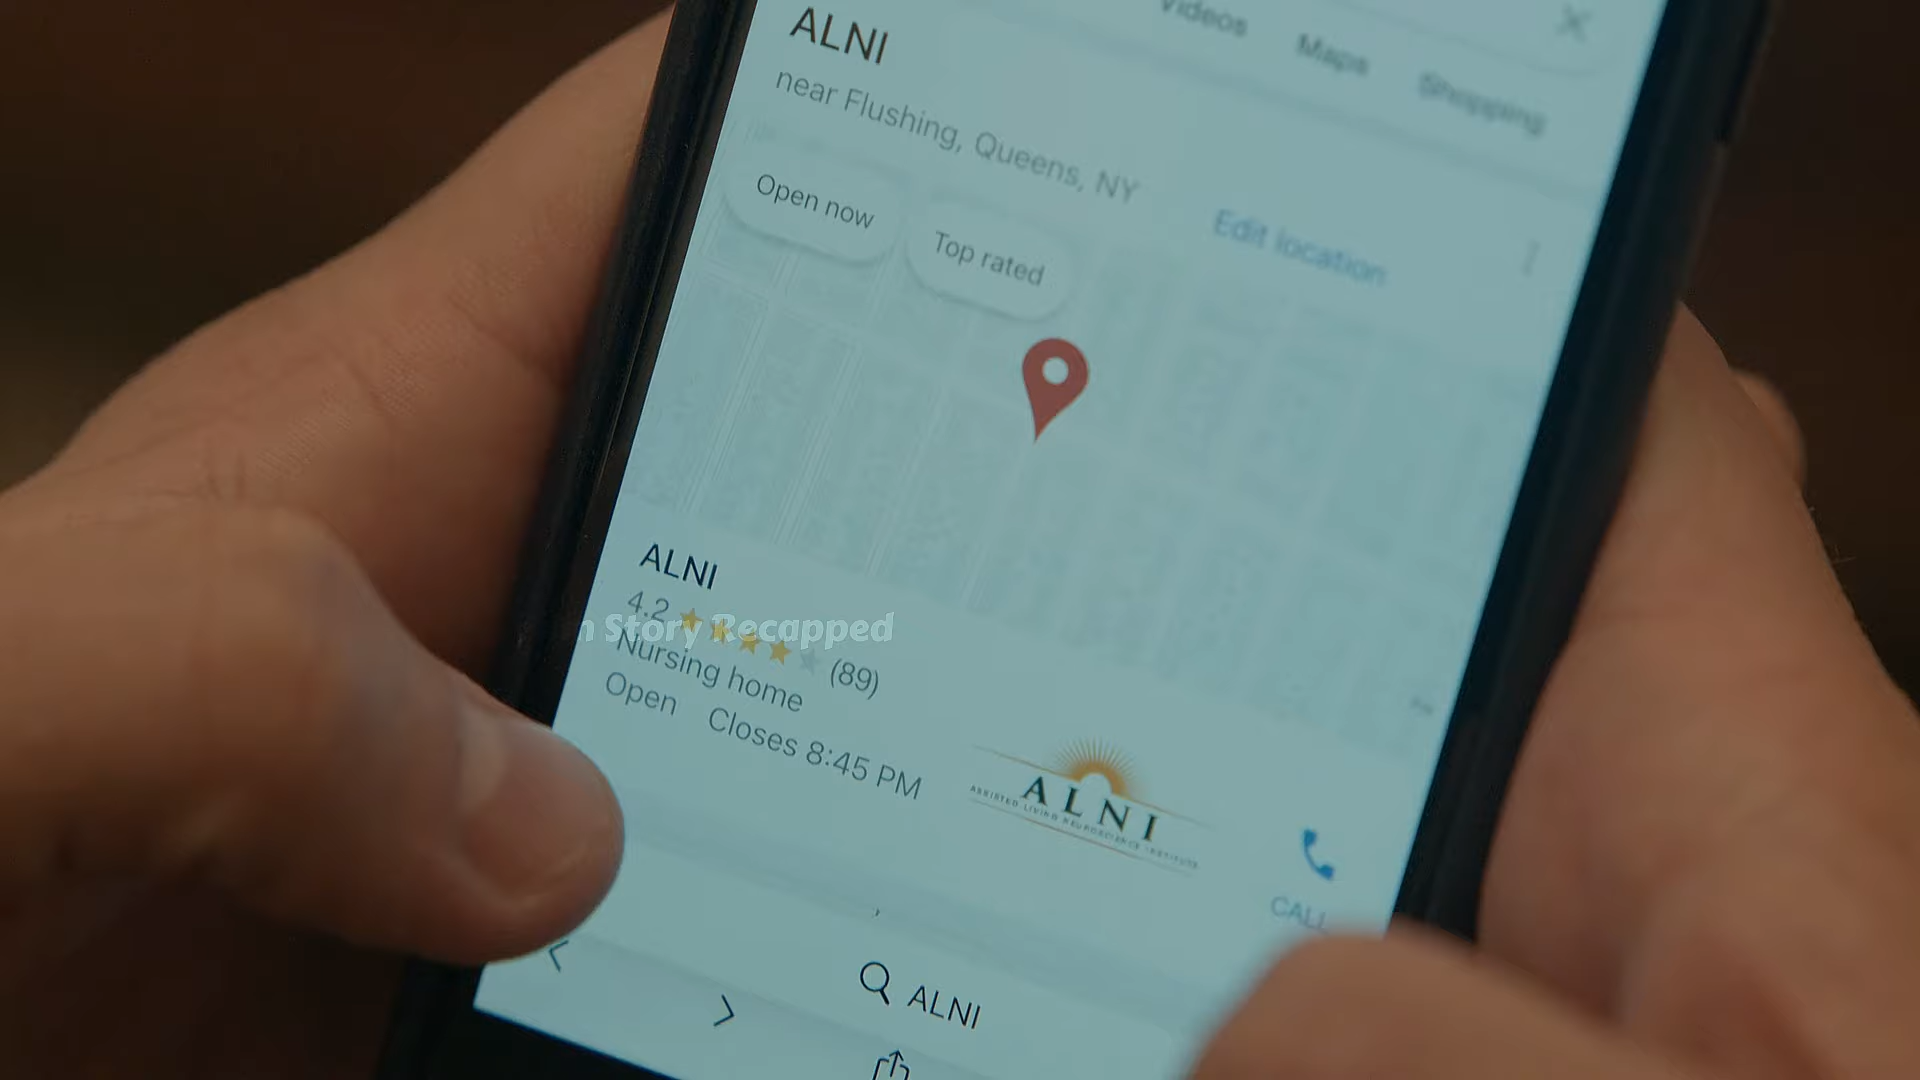 Videos Maps Shopping
ALNI
near Flushing, Queens, NY
Edit location
Open now
Top rated
ALNI
4.2 (89)
n Story Recapped
Nursing home
Open Closes 8:45 PM
ALNI
ASSISTED LIVING NEUROSCIENCE INSTITUTE
CALL
ALNI